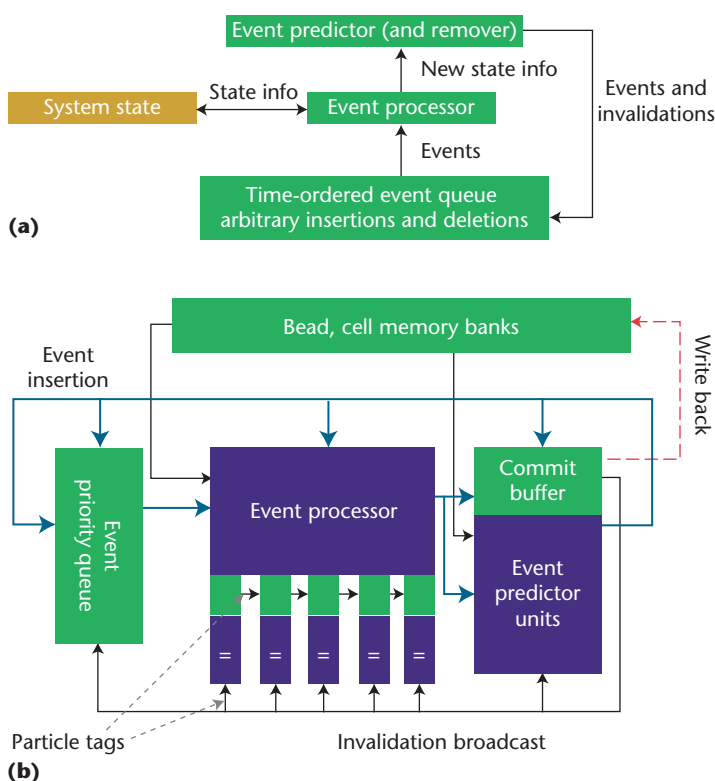 Event predictor (and remover)
New state info
Events and
invalidations
System state
State info
Event processor
Events
Time-ordered event queue
arbitrary insertions and deletions
(a)
Bead, cell memory banks
Event
insertion
Write back
Event
priority queue
Event processor
Commit
buffer
Event
predictor
units
= = = = =
Particle tags
Invalidation broadcast
(b)